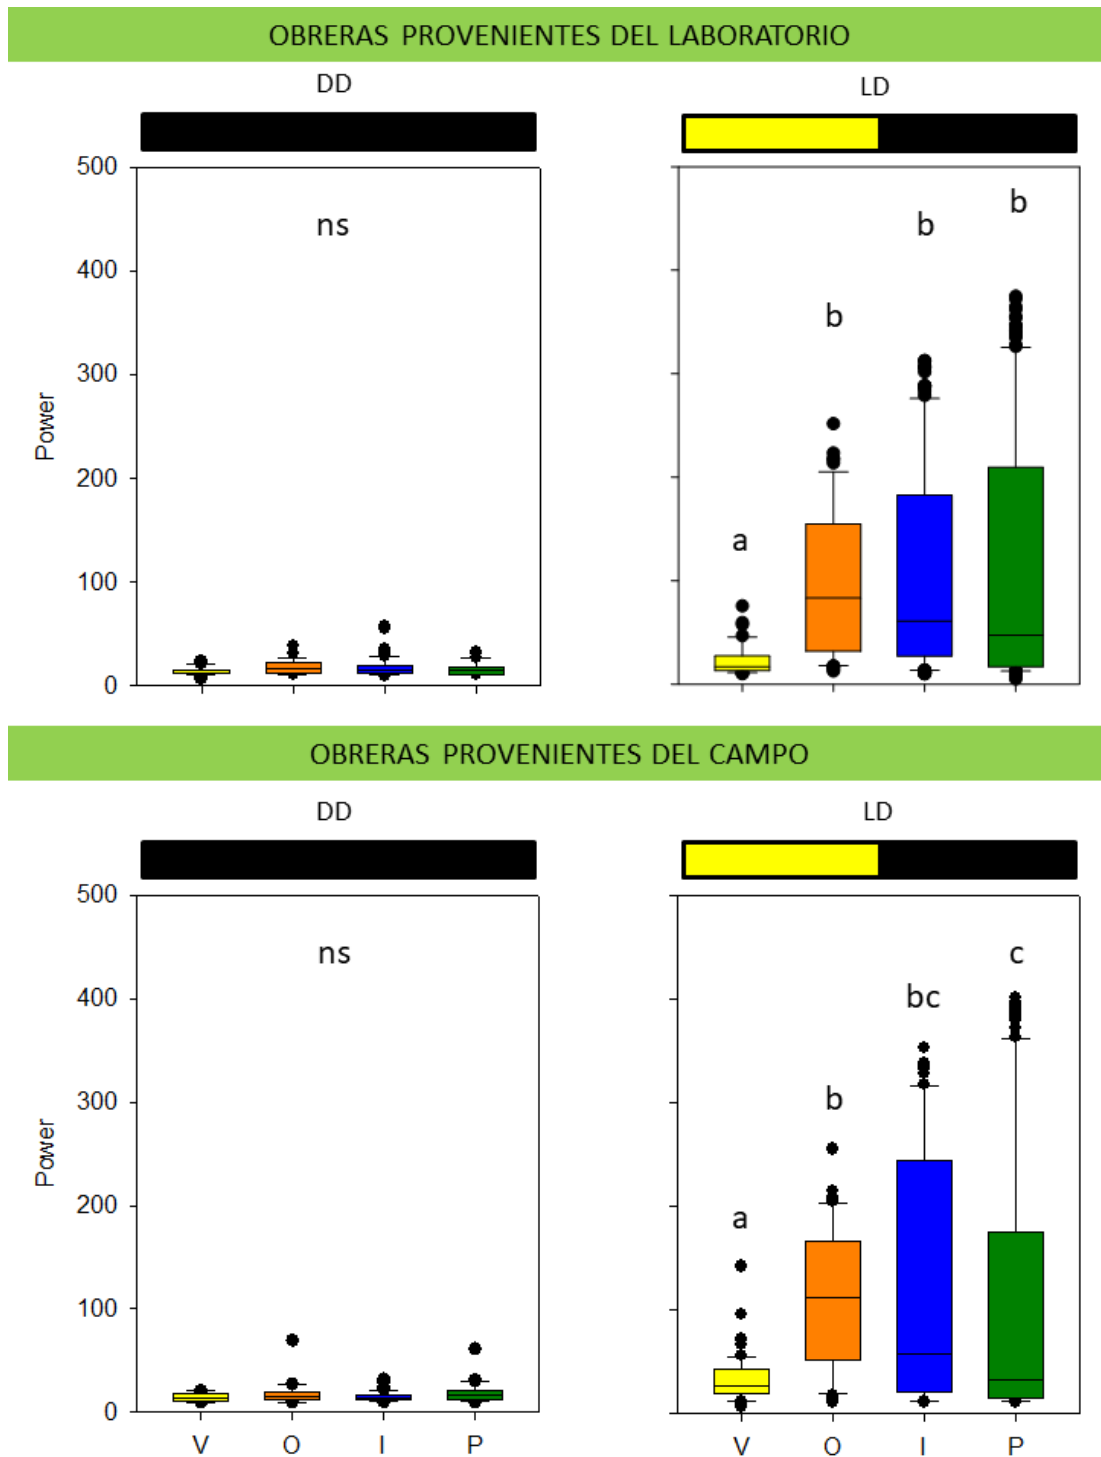 OBRERAS PROVENIENTES DEL LABORATORIO
DD
LD
500
400
300
200
100
0
Power
ns
a
b
b
b
OBRERAS PROVENIENTES DEL CAMPO
DD
LD
500
400
300
200
100
0
Power
ns
a
b
bc
c
V O I P
V O I P